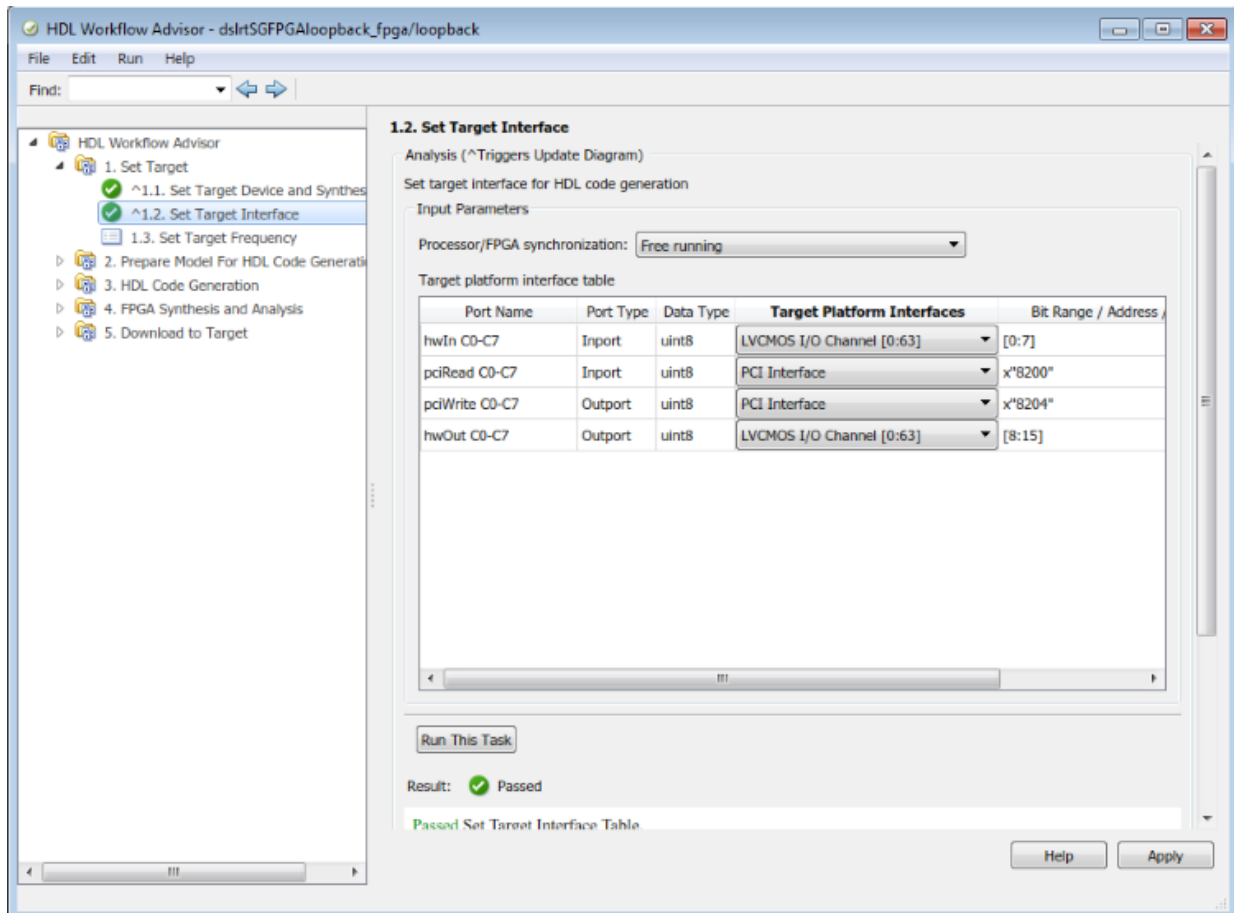 HDL Workflow Advisor - dslrtSGFPGAloopback_fpga/loopback
File Edit Run Help
Find:
HDL Workflow Advisor
1. Set Target
^1.1. Set Target Device and Synthes
^1.2. Set Target Interface
1.3. Set Target Frequency
2. Prepare Model For HDL Code Generati
3. HDL Code Generation
4. FPGA Synthesis and Analysis
5. Download to Target
1.2. Set Target Interface
Analysis (^Triggers Update Diagram)
Set target interface for HDL code generation
Input Parameters
Processor/FPGA synchronization: Free running
Target platform interface table
Port Name Port Type Data Type Target Platform Interfaces Bit Range / Address /
hwIn C0-C7 Inport uint8 LVCMOS I/O Channel [0:63] [0:7]
pciRead C0-C7 Inport uint8 PCI Interface x"8200"
pciWrite C0-C7 Outport uint8 PCI Interface x"8204"
hwOut C0-C7 Outport uint8 LVCMOS I/O Channel [0:63] [8:15]
Run This Task
Result: Passed
Passed Set Target Interface Table.
Help Apply